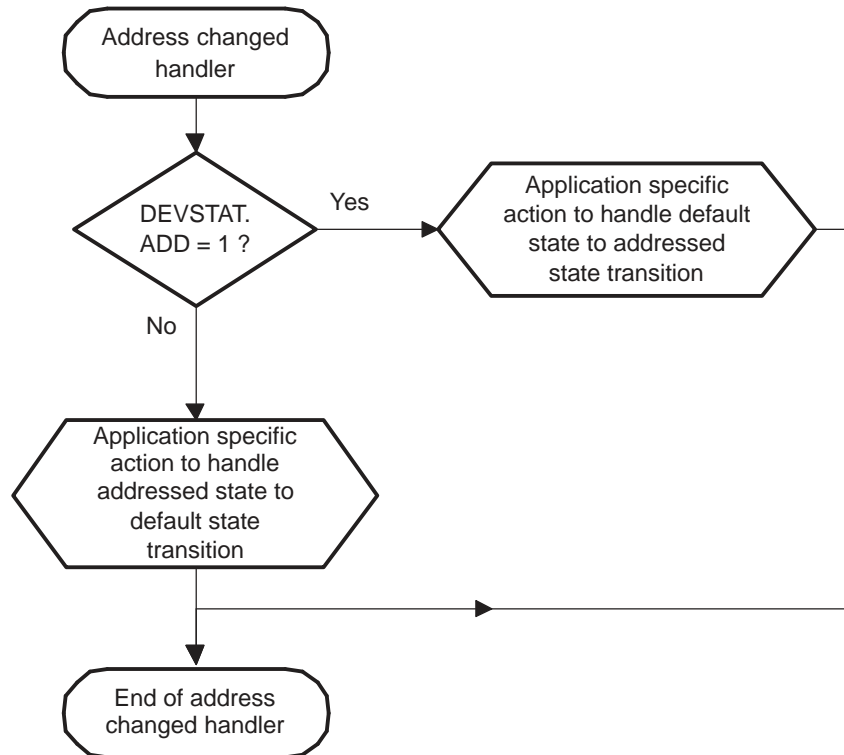 Address changed
handler
DEVSTAT.
ADD = 1 ?
Yes
Application specific
action to handle default
state to addressed
state transition
No
Application specific
action to handle
addressed state to
default state
transition
End of address
changed handler